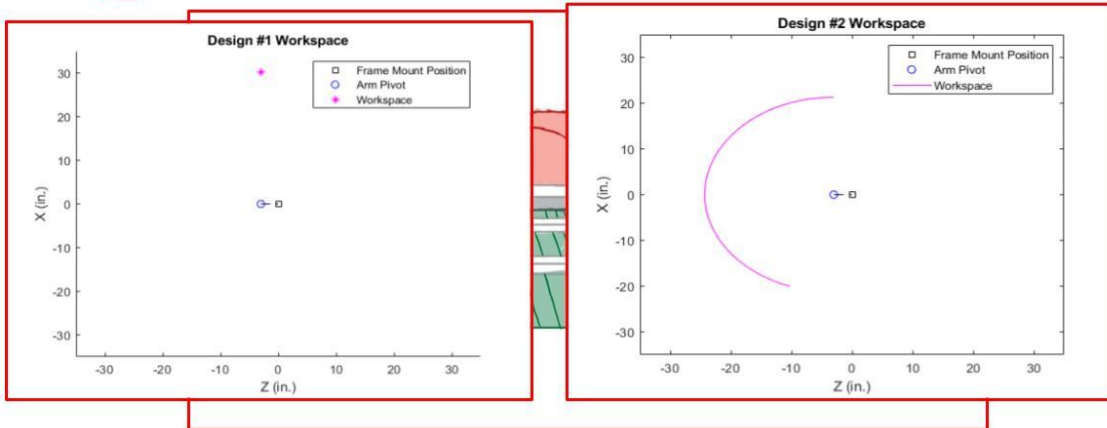 Design #1 Workspace
Frame Mount Position
Arm Pivot
Workspace
30
20
10
0
-10
-20
-30
X (in.)
-30 -20 -10 0 10 20 30
Z (in.)
Design #2 Workspace
Frame Mount Position
Arm Pivot
Workspace
30
20
10
0
-10
-20
-30
X (in.)
-30 -20 -10 0 10 20 30
Z (in.)